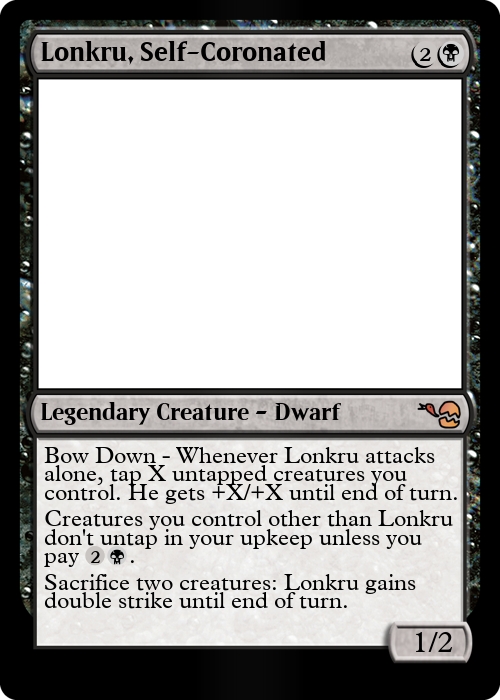 Lonkru, Self-Coronated 2
Legendary Creature - Dwarf
Bow Down - Whenever Lonkru attacks
alone, tap X untapped creatures you
control. He gets +X/+X until end of turn.
Creatures you control other than Lonkru
don't untap in your upkeep unless you
pay 2 .
Sacrifice two creatures: Lonkru gains
double strike until end of turn.
1/2